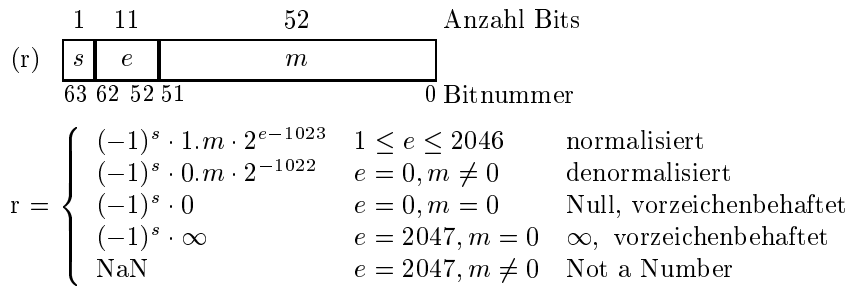 1 11 52 Anzahl Bits
(r) s e m
63 62 52 51 0 Bitnummer
r = { (-1)^s · 1.m · 2^{e-1023} 1 ≤ e ≤ 2046 normalisiert
(-1)^s · 0.m · 2^{-1022} e = 0, m ≠ 0 denormalisiert
(-1)^s · 0 e = 0, m = 0 Null, vorzeichenbehaftet
(-1)^s · ∞ e = 2047, m = 0 ∞, vorzeichenbehaftet
NaN e = 2047, m ≠ 0 Not a Number